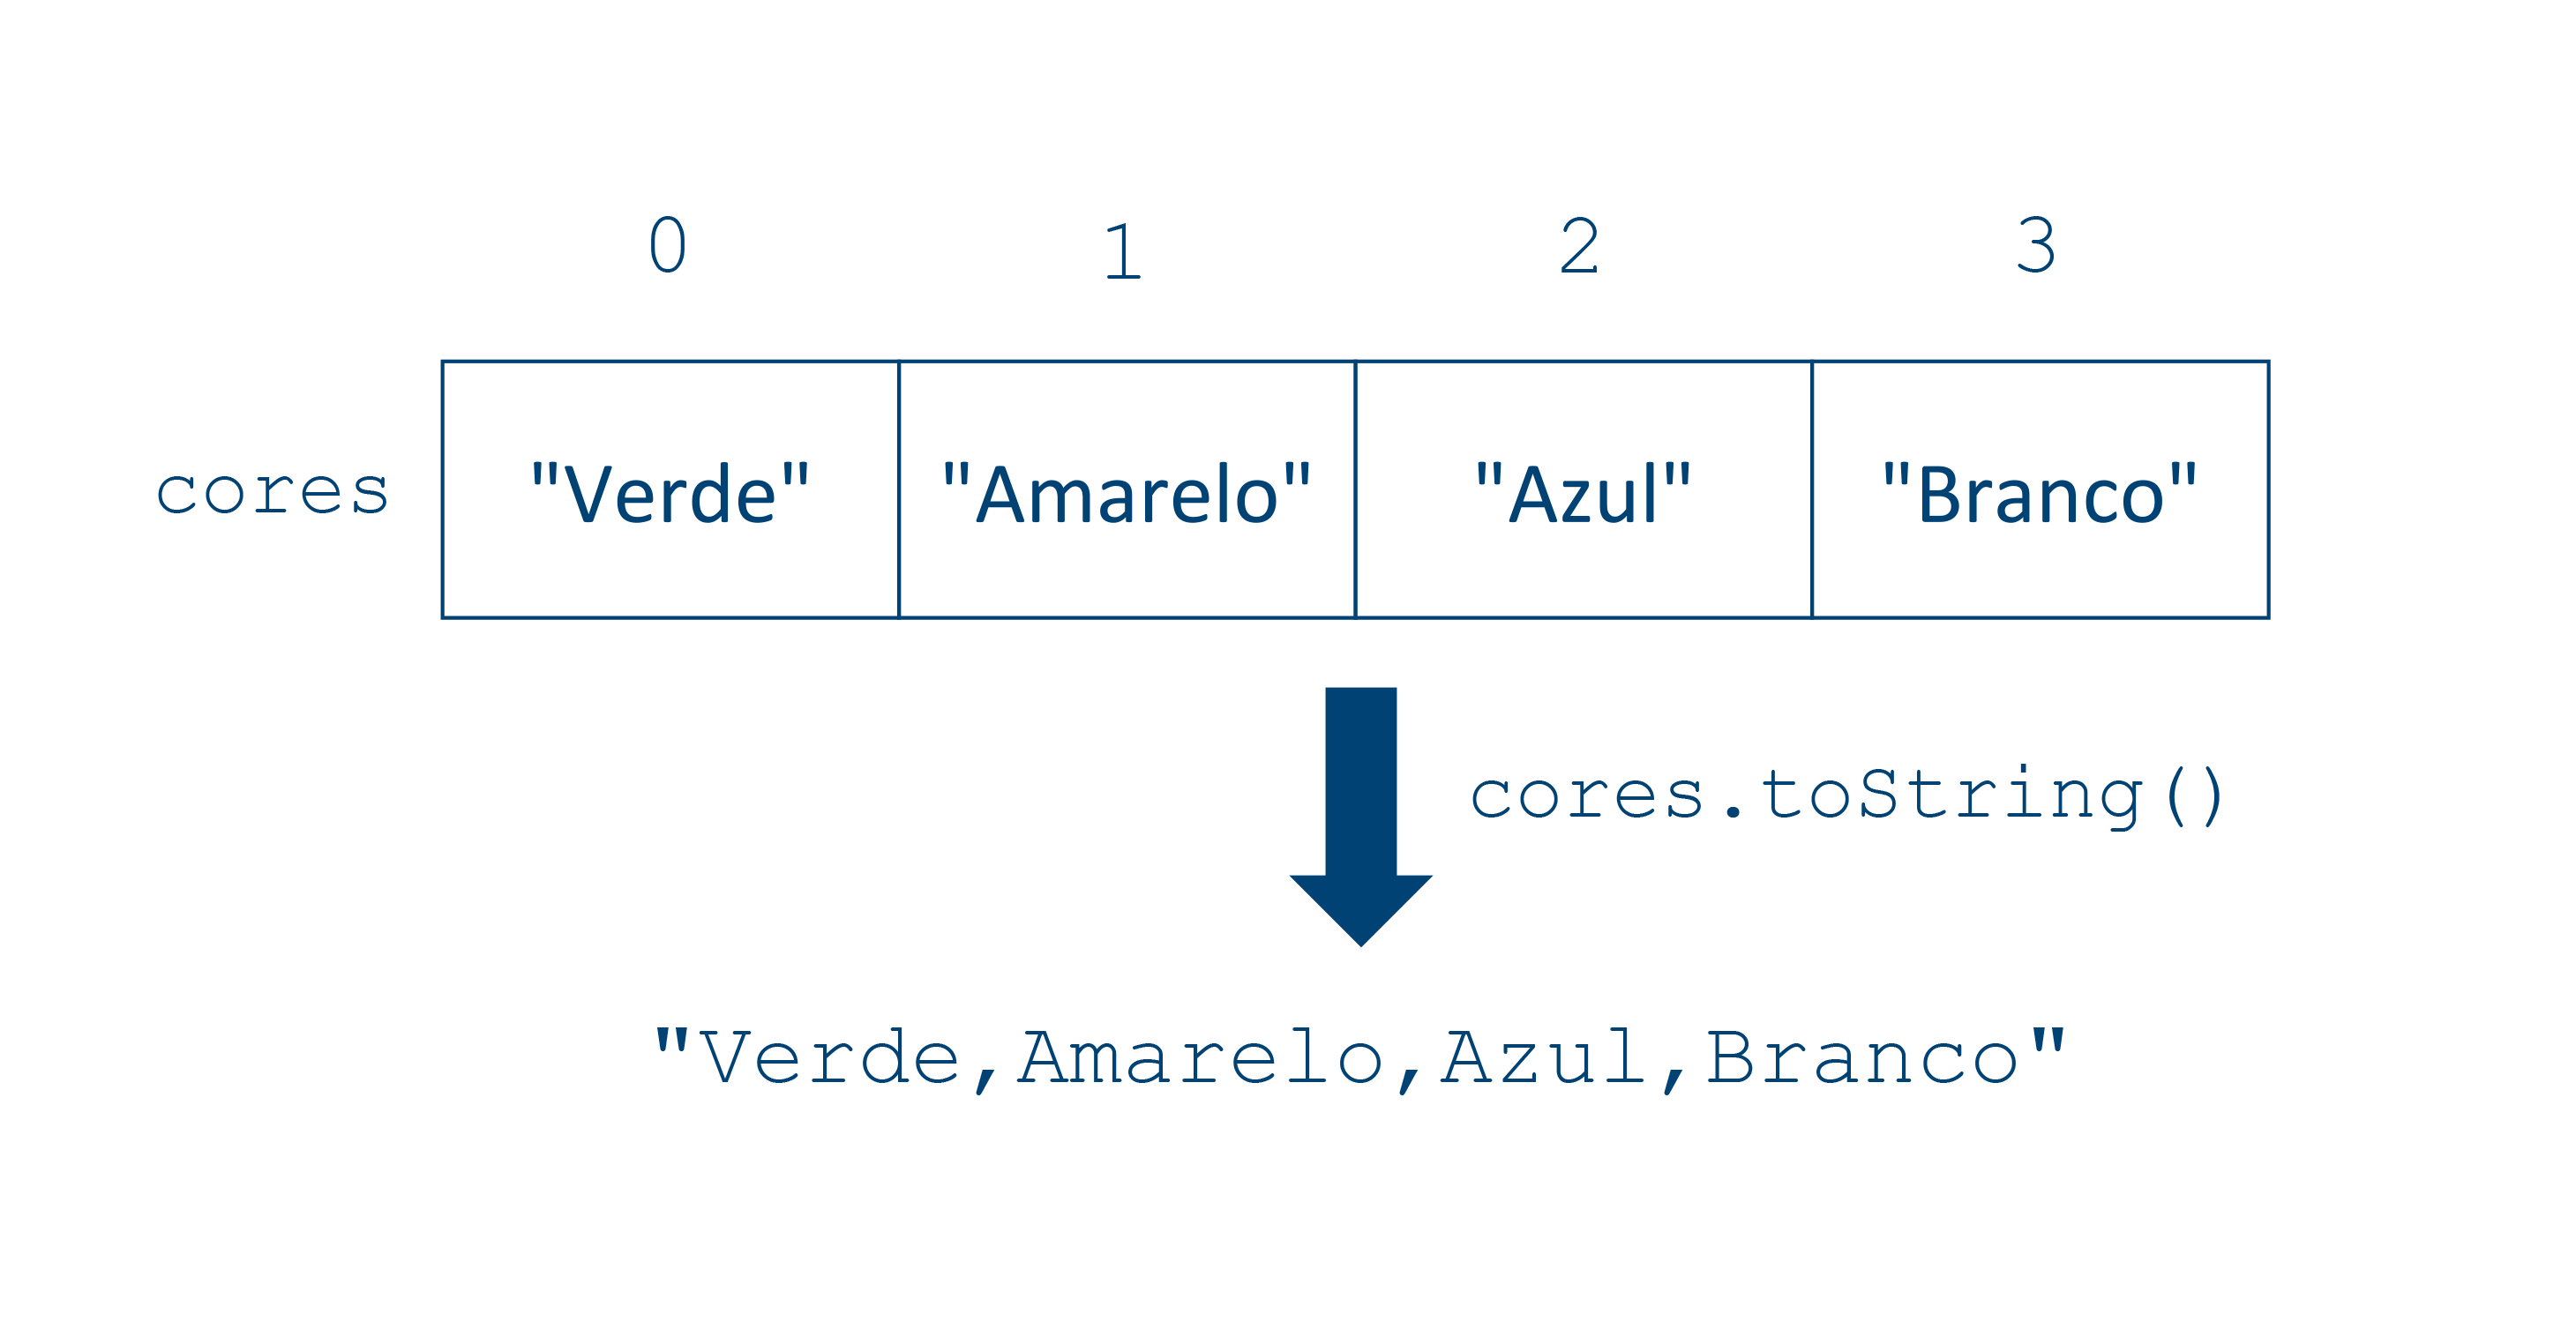 0 1 2 3
cores "Verde" "Amarelo" "Azul" "Branco"
cores.toString()
"Verde,Amarelo,Azul,Branco"